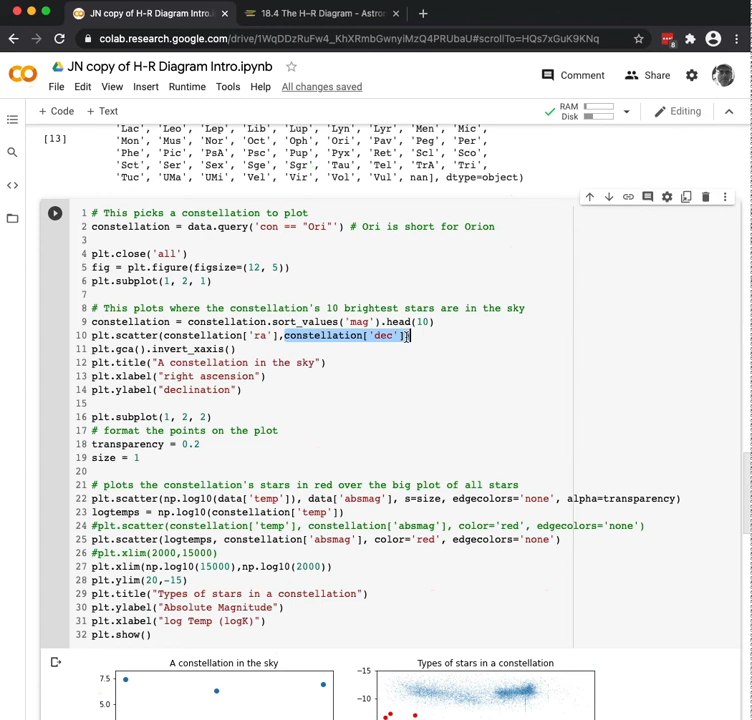 JN copy of H-R Diagram Intro.i
18.4 The H–R Diagram – Astro
colab.research.google.com/drive/1WqDDzRuFw4_KhXRmbGwnyiMzQ4PRUbaU#scrollTo=HQs7xGuK9KNq
8
JN copy of H-R Diagram Intro.ipynb
Comment
Share
File Edit View Insert Runtime Tools Help All changes saved
+ Code + Text
RAM
Disk
Editing
'Lac', 'Leo', 'Lep', 'Lib', 'Lup', 'Lyn', 'Lyr', 'Men', 'Mic',
[13] 'Mon', 'Mus', 'Nor', 'Oct', 'Oph', 'Ori', 'Pav', 'Peg', 'Per',
'Phe', 'Pic', 'PsA', 'Psc', 'Pup', 'Pyx', 'Ret', 'Scl', 'Sco',
'Sct', 'Ser', 'Sex', 'Sge', 'Sgr', 'Tau', 'Tel', 'TrA', 'Tri',
'Tuc', 'UMa', 'UMi', 'Vel', 'Vir', 'Vol', 'Vul', nan], dtype=object)
1 # This picks a constellation to plot
2 constellation = data.query('con == "Ori"') # Ori is short for Orion
3
4 plt.close('all')
5 fig = plt.figure(figsize=(12, 5))
6 plt.subplot(1, 2, 1)
7
8 # This plots where the constellation's 10 brightest stars are in the sky
9 constellation = constellation.sort_values('mag').head(10)
10 plt.scatter(constellation['ra'],constellation['dec'])
11 plt.gca().invert_xaxis()
12 plt.title("A constellation in the sky")
13 plt.xlabel("right ascension")
14 plt.ylabel("declination")
15
16 plt.subplot(1, 2, 2)
17 # format the points on the plot
18 transparency = 0.2
19 size = 1
20
21 # plots the constellation's stars in red over the big plot of all stars
22 plt.scatter(np.log10(data['temp']), data['absmag'], s=size, edgecolors='none', alpha=transparency)
23 logtemps = np.log10(constellation['temp'])
24 #plt.scatter(constellation['temp'], constellation['absmag'], color='red', edgecolors='none')
25 plt.scatter(logtemps, constellation['absmag'], color='red', edgecolors='none')
26 #plt.xlim(2000,15000)
27 plt.xlim(np.log10(15000),np.log10(2000))
28 plt.ylim(20,-15)
29 plt.title("Types of stars in a constellation")
30 plt.ylabel("Absolute Magnitude")
31 plt.xlabel("log Temp (logK)")
32 plt.show()
A constellation in the sky
7.5
5.0
Types of stars in a constellation
−15
−10